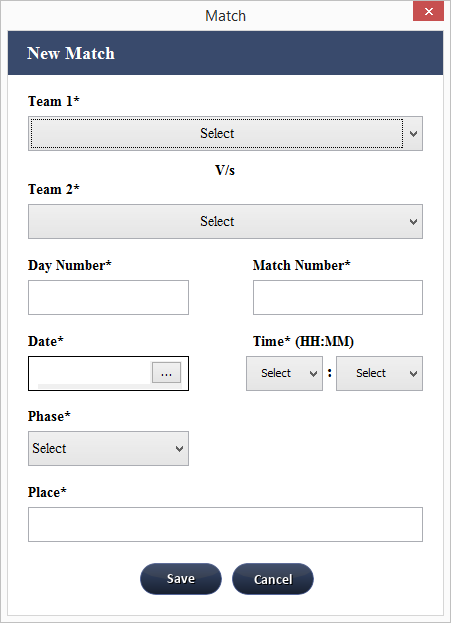 Match
New Match
Team 1*
Select
V/s
Team 2*
Select
Day Number* Match Number*
Date* Time* (HH:MM)
... Select : Select
Phase*
Select
Place*
Save Cancel